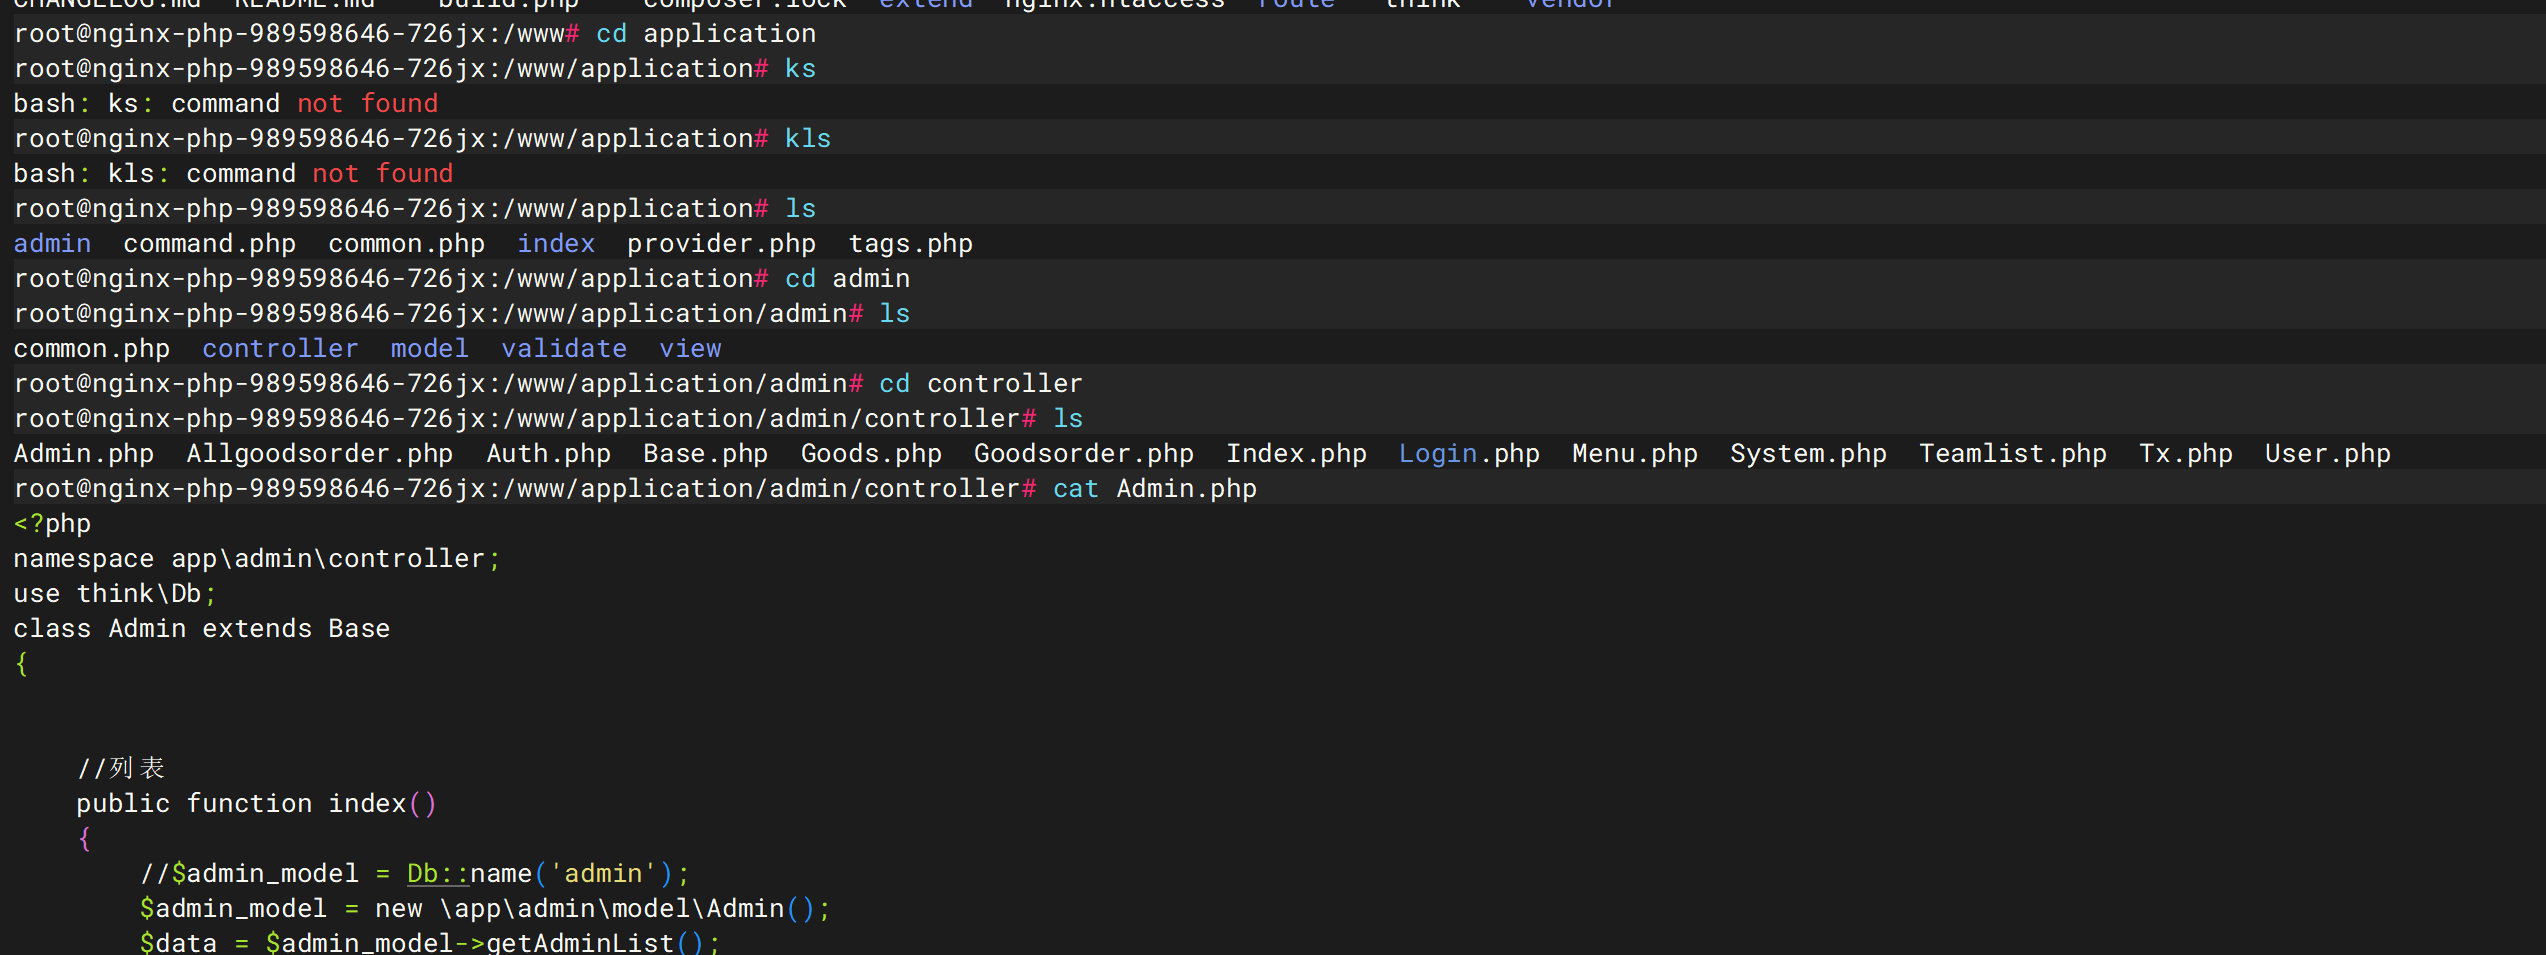 CHANGELOG.md  README.md    build.php    composer.lock  extend  nginx.htaccess  route   think    vendor
root@nginx-php-989598646-726jx:/www# cd application
root@nginx-php-989598646-726jx:/www/application# ks
bash: ks: command not found
root@nginx-php-989598646-726jx:/www/application# kls
bash: kls: command not found
root@nginx-php-989598646-726jx:/www/application# ls
admin  command.php  common.php  index  provider.php  tags.php
root@nginx-php-989598646-726jx:/www/application# cd admin
root@nginx-php-989598646-726jx:/www/application/admin# ls
common.php  controller  model  validate  view
root@nginx-php-989598646-726jx:/www/application/admin# cd controller
root@nginx-php-989598646-726jx:/www/application/admin/controller# ls
Admin.php  Allgoodsorder.php  Auth.php  Base.php  Goods.php  Goodsorder.php  Index.php  Login.php  Menu.php  System.php  Teamlist.php  Tx.php  User.php
root@nginx-php-989598646-726jx:/www/application/admin/controller# cat Admin.php
<?php
namespace app\admin\controller;
use think\Db;
class Admin extends Base
{
    //列表
    public function index()
    {
        //$admin_model = Db::name('admin');
        $admin_model = new \app\admin\model\Admin();
        $data = $admin_model->getAdminList();